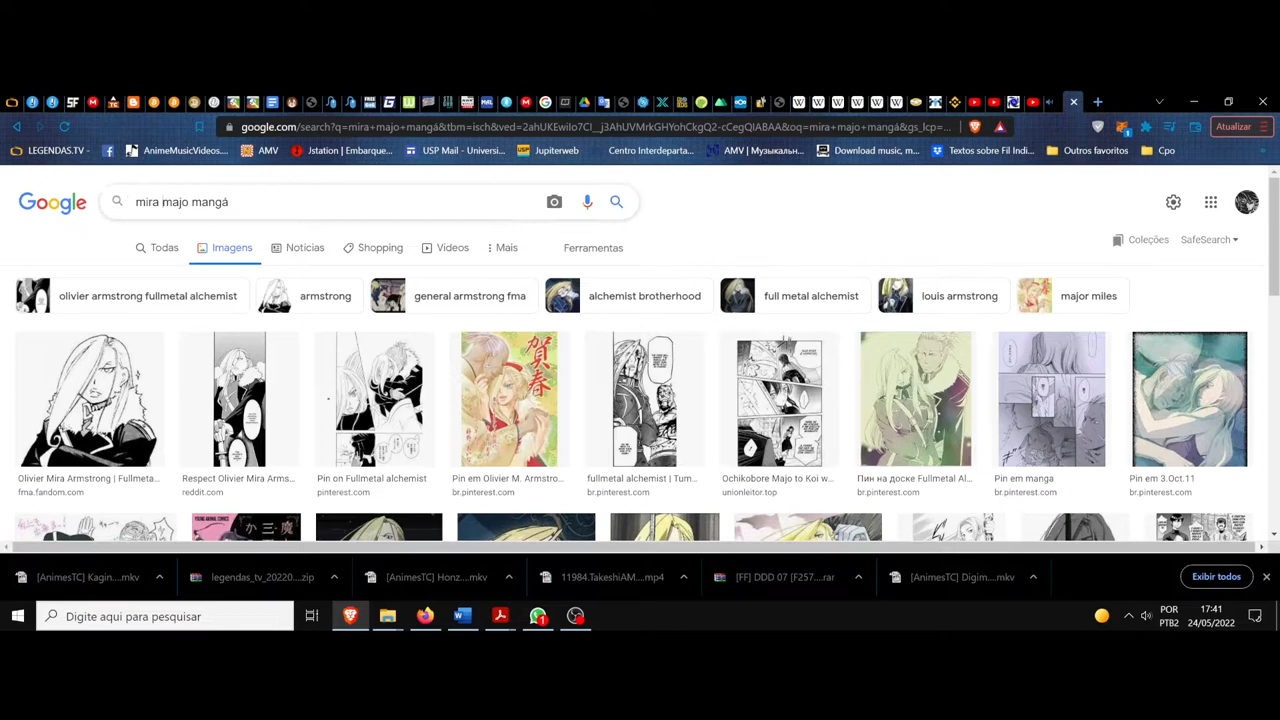 google.com/search?q=mira+majo+mangá&tbm=isch&ved=2ahUKEwiIo7Cl__j3AhUVMrkGHYohCkgQ2-cCegQIABAA&oq=mira+majo+mangá&gs_lcp=...
Atualizar
LEGENDAS.TV
AnimeMusicVideos....
AMV
Jstation | Embarque...
USP Mail - Universi...
Jupiterweb
Centro Interdeparta...
AMV | Музыкальн...
Download music, m...
Textos sobre Fil Indi...
Outros favoritos
Cpo
Google
mira majo mangá
Todas
Imagens
Notícias
Shopping
Vídeos
Mais
Ferramentas
Coleções
SafeSearch
olivier armstrong fullmetal alchemist
armstrong
general armstrong fma
alchemist brotherhood
full metal alchemist
louis armstrong
major miles
賀春
Olivier Mira Armstrong | Fullmeta...
fma.fandom.com
Respect Olivier Mira Arms...
reddit.com
Pin on Fullmetal alchemist
pinterest.com
Pin em Olivier M. Armstro...
br.pinterest.com
fullmetal alchemist | Tum...
br.pinterest.com
Ochikobore Majo to Koi w...
unionleitor.top
Пин на доске Fullmetal Al...
br.pinterest.com
Pin em manga
br.pinterest.com
Pin em 3.Oct.11
br.pinterest.com
YOUNG ANIMAL COMICS
[AnimesTC] Kagin....mkv
legendas_tv_20220....zip
[AnimesTC] Honz....mkv
11984.TakeshiAM....mp4
[FF] DDD 07 [F257....rar
[AnimesTC] Digim....mkv
Exibir todos
Digite aqui para pesquisar
POR
PTB2
17:41
24/05/2022